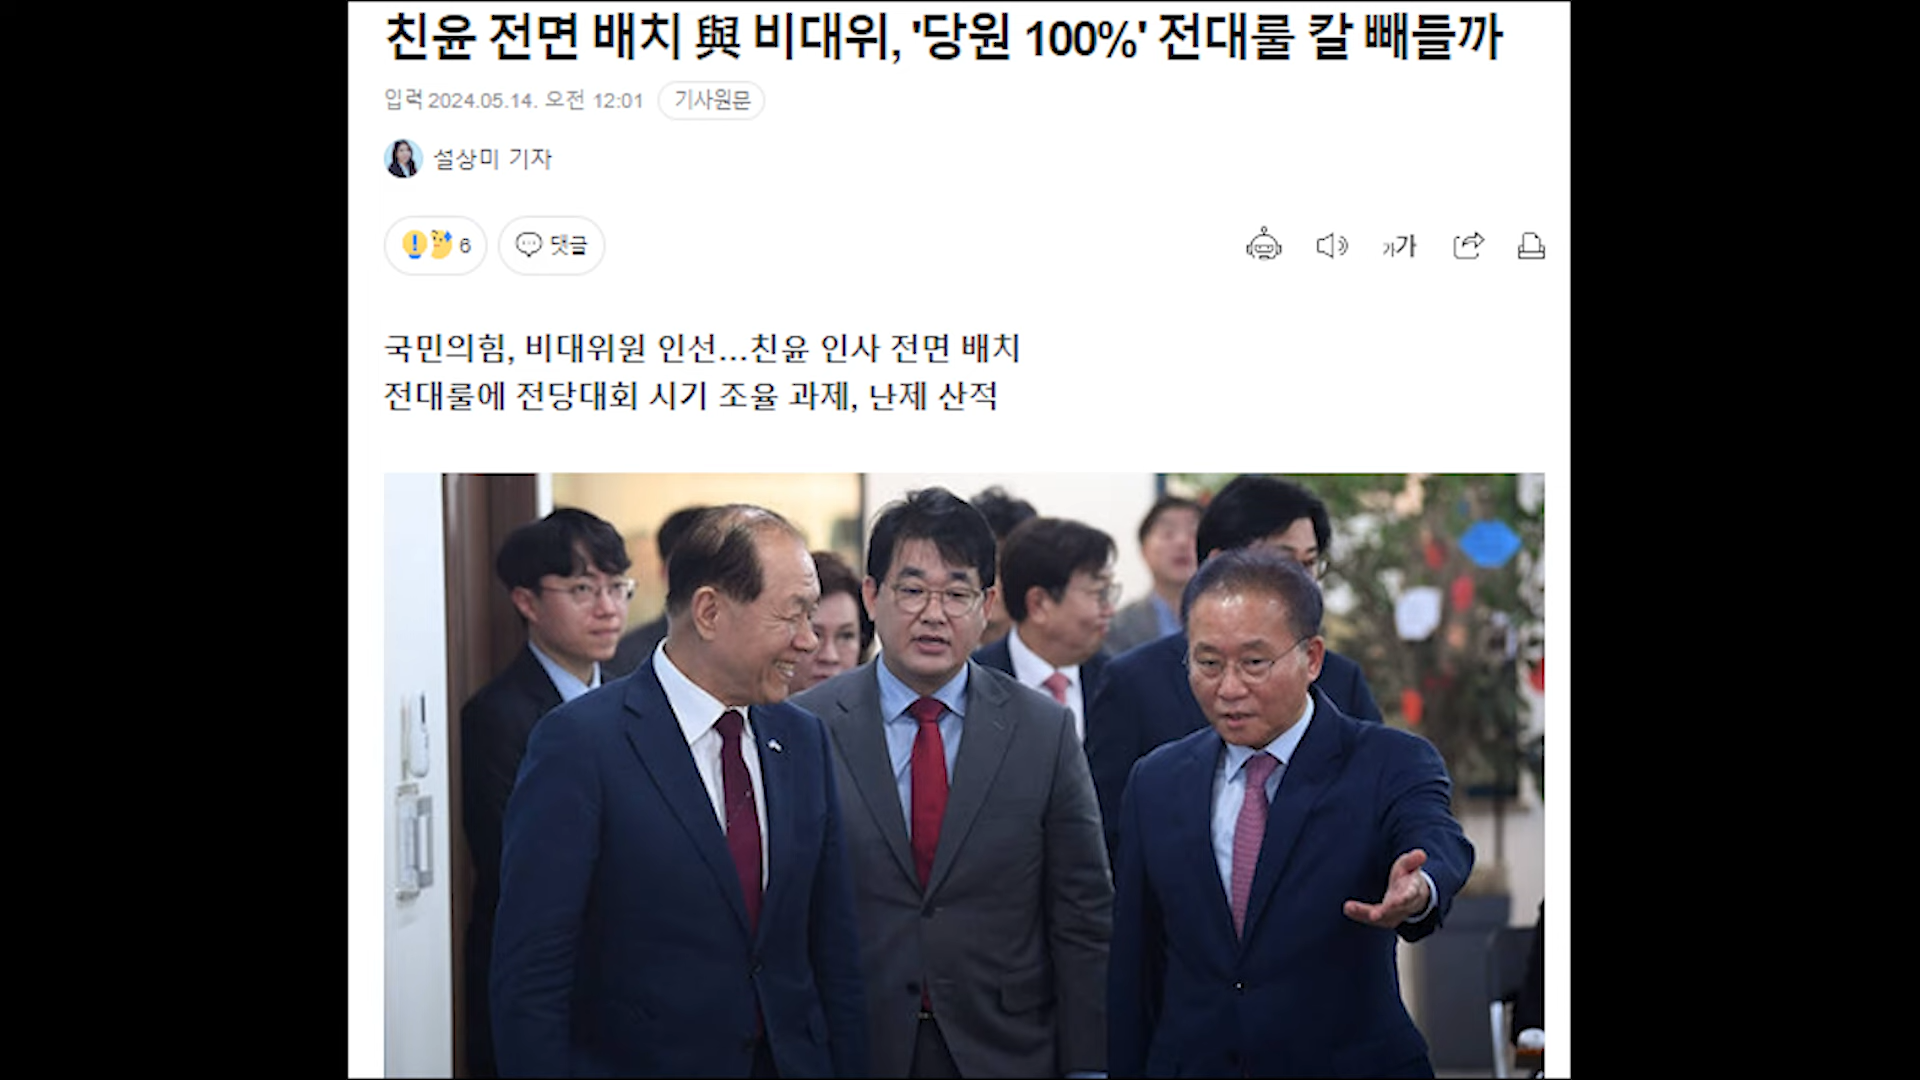 친윤 전면 배치 與 비대위, '당원 100%' 전대룰 칼 빼들까
입력 2024.05.14. 오전 12:01 기사원문
설상미 기자
6 댓글 가가
국민의힘, 비대위원 인선…친윤 인사 전면 배치
전대룰에 전당대회 시기 조율 과제, 난제 산적